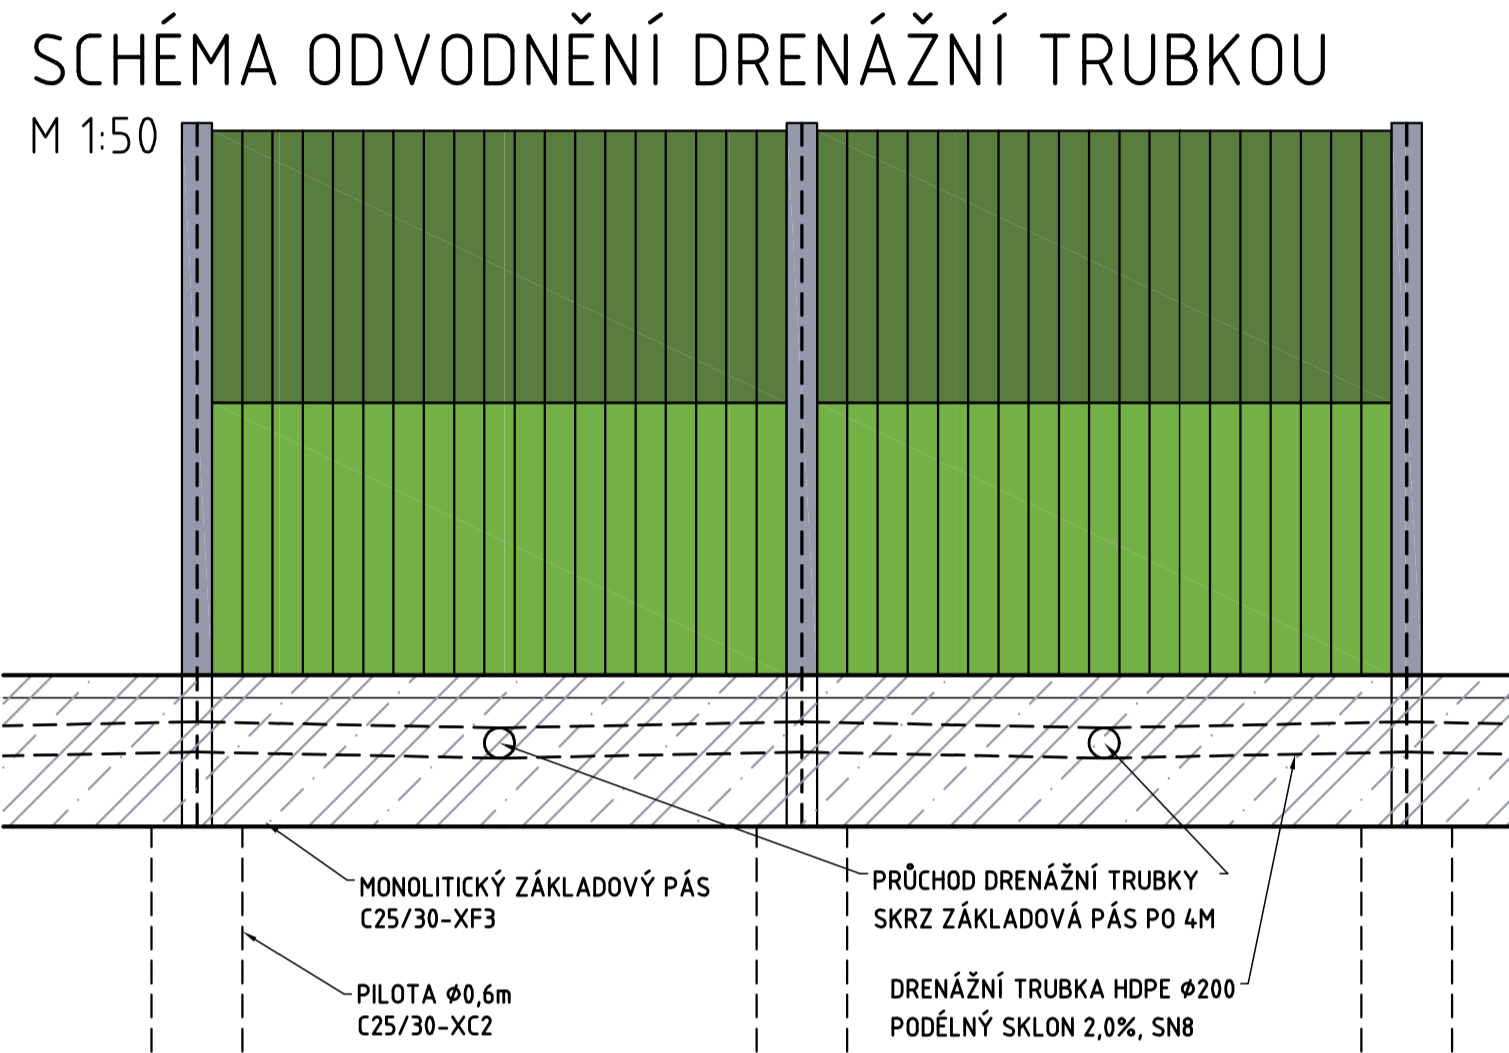 SCHÉMA ODVODNĚNÍ DRENÁŽNÍ TRUBKOU
M 1:50
MONOLITICKÝ ZÁKLADOVÝ PÁS
C25/30-XF3
PILOTA Ø0,6m
C25/30-XC2
PRŮCHOD DRENÁŽNÍ TRUBKY
SKRZ ZÁKLADOVÁ PÁS PO 4M
DRENÁŽNÍ TRUBKA HDPE Ø200
PODÉLNÝ SKLON 2,0%, SN8